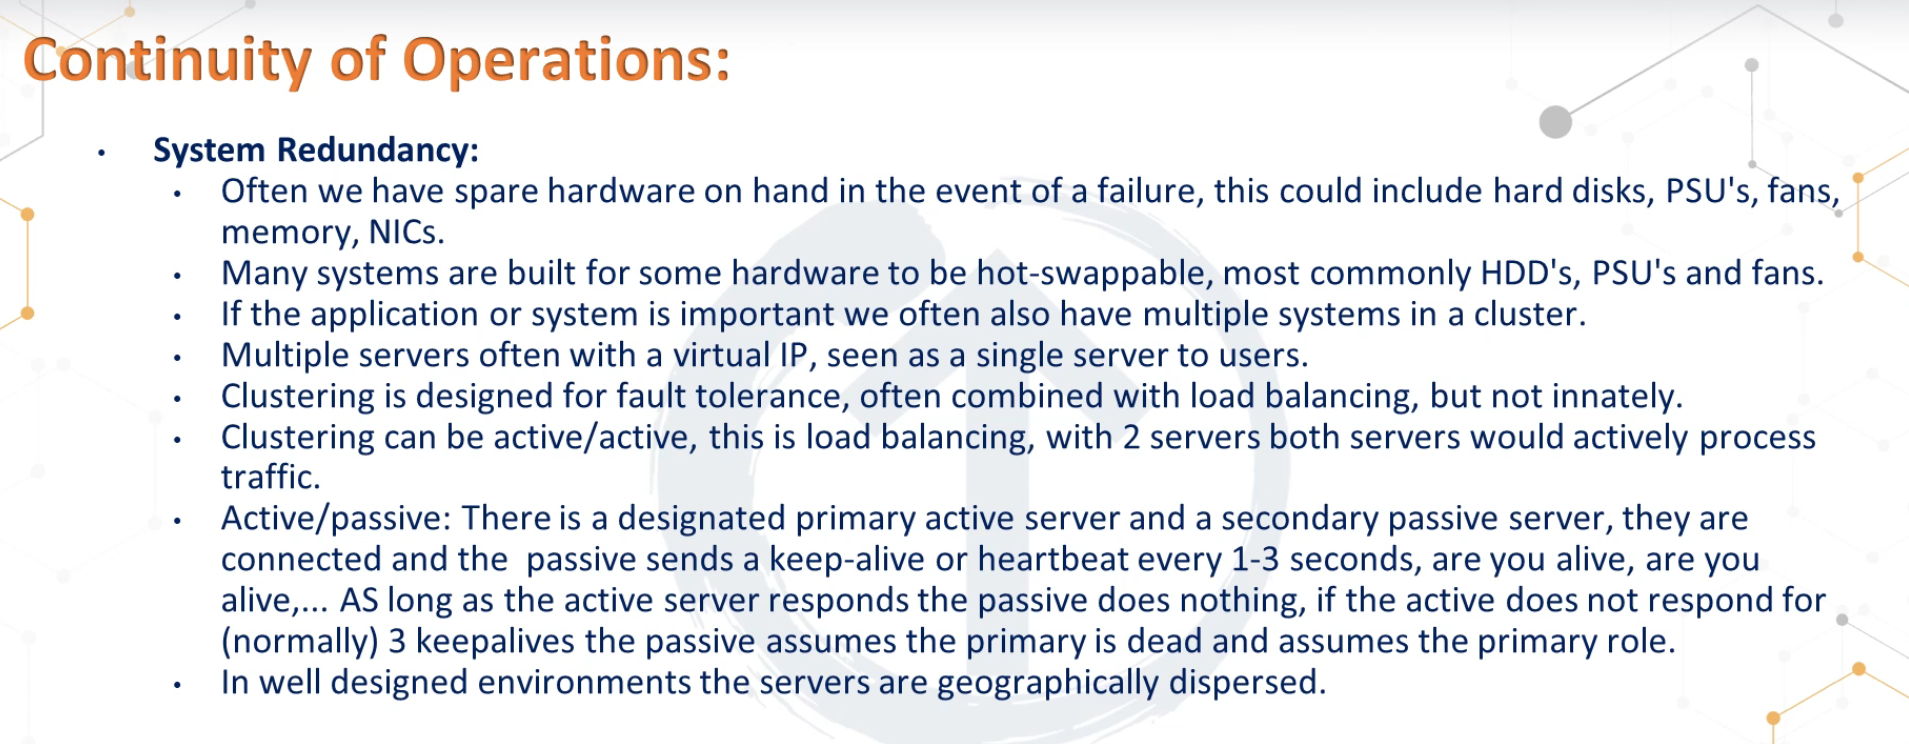 Continuity of Operations:
• System Redundancy:
• Often we have spare hardware on hand in the event of a failure, this could include hard disks, PSU's, fans,
memory, NICs.
• Many systems are built for some hardware to be hot-swappable, most commonly HDD's, PSU's and fans.
• If the application or system is important we often also have multiple systems in a cluster.
• Multiple servers often with a virtual IP, seen as a single server to users.
• Clustering is designed for fault tolerance, often combined with load balancing, but not innately.
• Clustering can be active/active, this is load balancing, with 2 servers both servers would actively process
traffic.
• Active/passive: There is a designated primary active server and a secondary passive server, they are
connected and the  passive sends a keep-alive or heartbeat every 1-3 seconds, are you alive, are you
alive,... AS long as the active server responds the passive does nothing, if the active does not respond for
(normally) 3 keepalives the passive assumes the primary is dead and assumes the primary role.
• In well designed environments the servers are geographically dispersed.